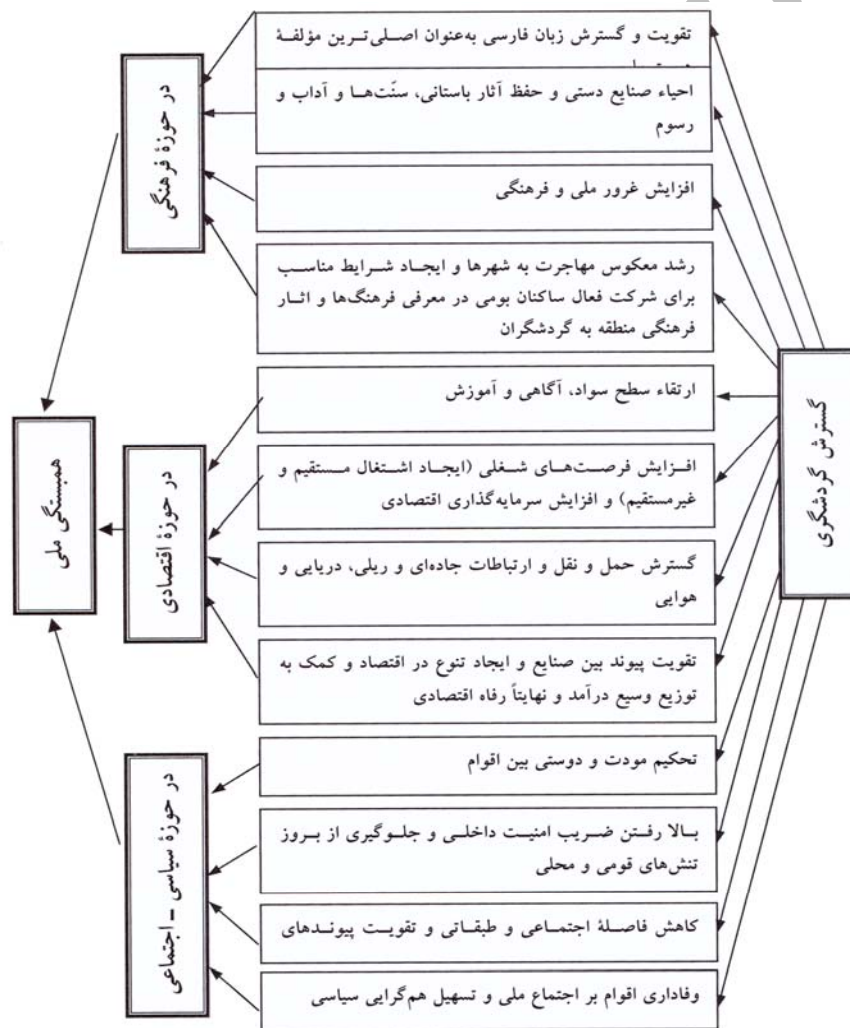 گسترش گردشگری
تقویت و گسترش زبان فارسی به‌عنوان اصلی‌ترین مؤلفهٔ
احیاء صنایع دستی و حفظ آثار باستانی، سنّت‌ها و آداب و
رسوم
افزایش غرور ملی و فرهنگی
رشد معکوس مهاجرت به شهرها و ایجاد شرایط مناسب
برای شرکت فعال ساکنان بومی در معرفی فرهنگ‌ها و اثار
فرهنگی منطقه به گردشگران
ارتقاء سطح سواد، آگاهی و آموزش
افزایش فرصت‌های شغلی (ایجاد اشتغال مستقیم و
غیرمستقیم) و افزایش سرمایه‌گذاری اقتصادی
گسترش حمل و نقل و ارتباطات جاده‌ای و ریلی، دریایی و
هوایی
تقویت پیوند بین صنایع و ایجاد تنوع در اقتصاد و کمک به
توزیع وسیع درآمد و نهایتاً رفاه اقتصادی
تحکیم مودت و دوستی بین اقوام
بالا رفتن ضریب امنیت داخلی و جلوگیری از بروز
تنش‌های قومی و محلی
کاهش فاصلهٔ اجتماعی و طبقاتی و تقویت پیوندهای
وفاداری اقوام بر اجتماع ملی و تسهیل هم‌گرایی سیاسی
در حوزهٔ فرهنگی
در حوزهٔ اقتصادی
در حوزهٔ سیاسی - اجتماعی
همبستگی ملی